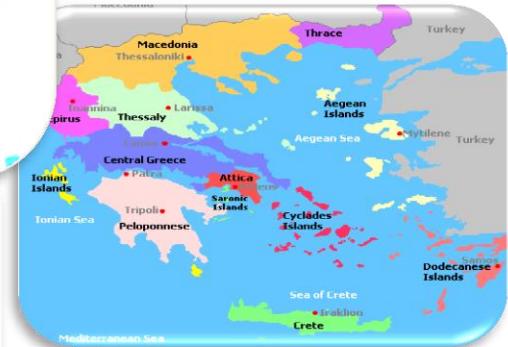 Macedonia
Thrace
Turkey
Macedonia
Thessaloniki
Ioannina
Larissa
Aegean
Islands
Epirus
Thessaly
Aegean Sea
Mytilene
Turkey
Lamia
Central Greece
Ionian
Islands
Patra
Attica
Saronic
Islands
Ionian Sea
Tripoli
Peloponnese
Cyclades
Islands
Samos
Dodecanese
Islands
Sea of Crete
Iraklion
Crete
Mediterranean Sea